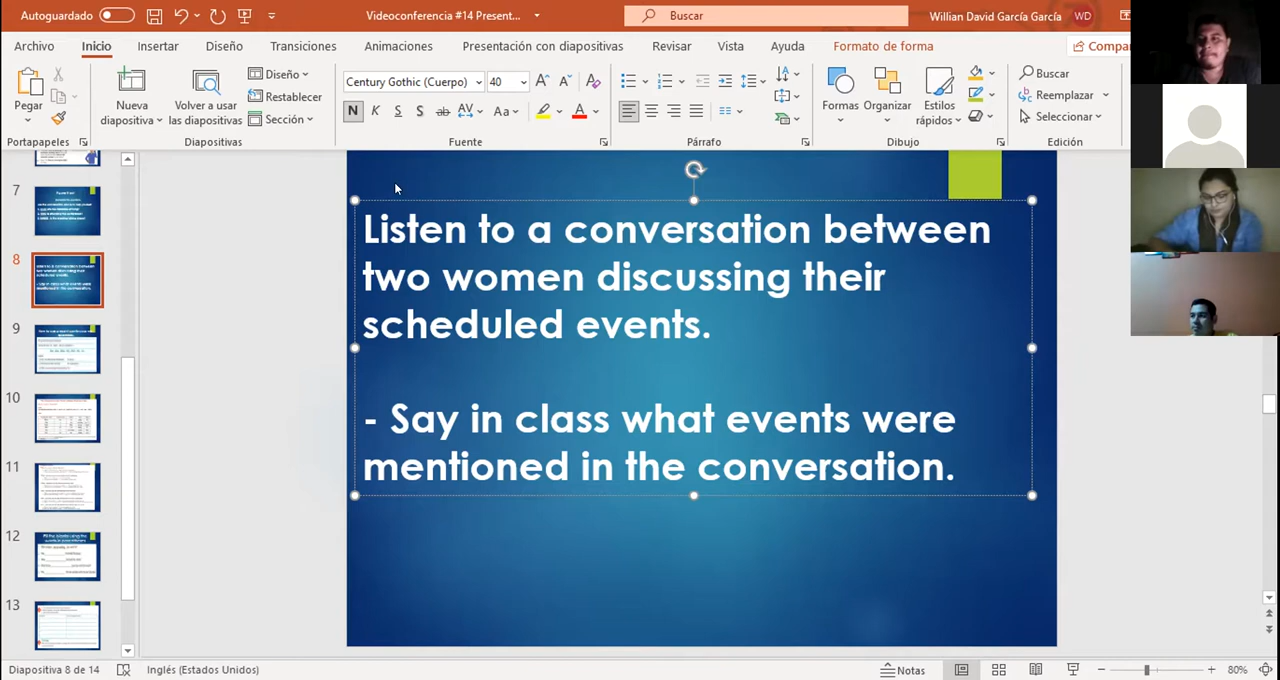 Autoguardado
Videoconferencia #14 Present...
Buscar
Willian David García García
WD
Archivo
Inicio
Insertar
Diseño
Transiciones
Animaciones
Presentación con diapositivas
Revisar
Vista
Ayuda
Formato de forma
Compar
Pegar
Nueva diapositiva
Volver a usar las diapositivas
Diseño
Restablecer
Sección
Century Gothic (Cuerpo)
40
N K S S ab AV Aa A
Formas
Organizar
Estilos rápidos
Buscar
Reemplazar
Seleccionar
Portapapeles
Diapositivas
Fuente
Párrafo
Dibujo
Edición
7
8
9
10
11
12
13
Listen to a conversation between
two women discussing their
scheduled events.
- Say in class what events were
mentioned in the conversation.
Diapositiva 8 de 14
Inglés (Estados Unidos)
Notas
80%